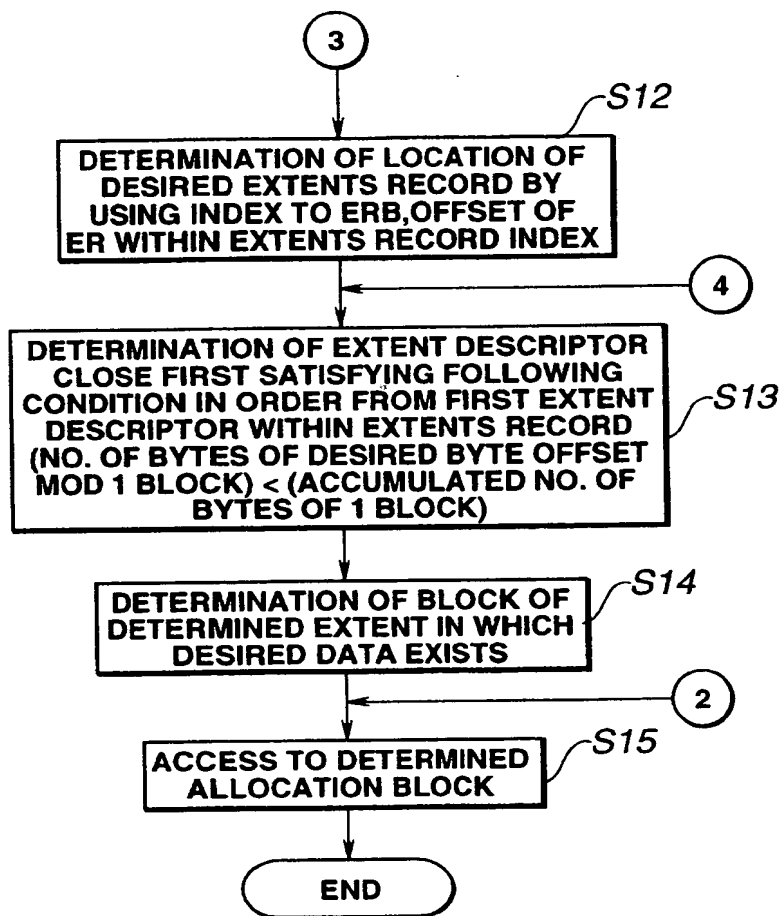 3
S12
DETERMINATION OF LOCATION OF
DESIRED EXTENTS RECORD BY
USING INDEX TO ERB,OFFSET OF
ER WITHIN EXTENTS RECORD INDEX
4
DETERMINATION OF EXTENT DESCRIPTOR
CLOSE FIRST SATISFYING FOLLOWING
CONDITION IN ORDER FROM FIRST EXTENT
DESCRIPTOR WITHIN EXTENTS RECORD
(NO. OF BYTES OF DESIRED BYTE OFFSET
MOD 1 BLOCK) < (ACCUMULATED NO. OF
BYTES OF 1 BLOCK)
S13
S14
DETERMINATION OF BLOCK OF
DETERMINED EXTENT IN WHICH
DESIRED DATA EXISTS
2
S15
ACCESS TO DETERMINED
ALLOCATION BLOCK
END